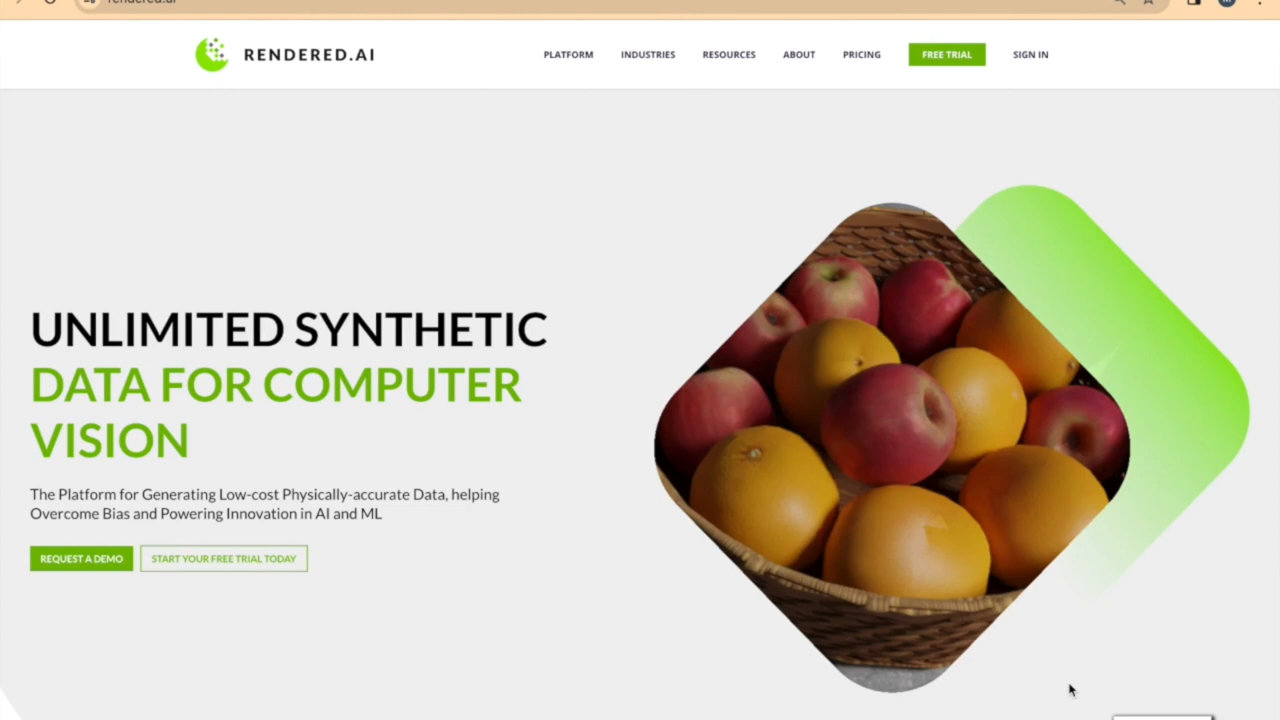 rendered.ai
RENDERED.AI
PLATFORM
INDUSTRIES
RESOURCES
ABOUT
PRICING
FREE TRIAL
SIGN IN
UNLIMITED SYNTHETIC
DATA FOR COMPUTER
VISION
The Platform for Generating Low-cost Physically-accurate Data, helping
Overcome Bias and Powering Innovation in AI and ML
REQUEST A DEMO
START YOUR FREE TRIAL TODAY